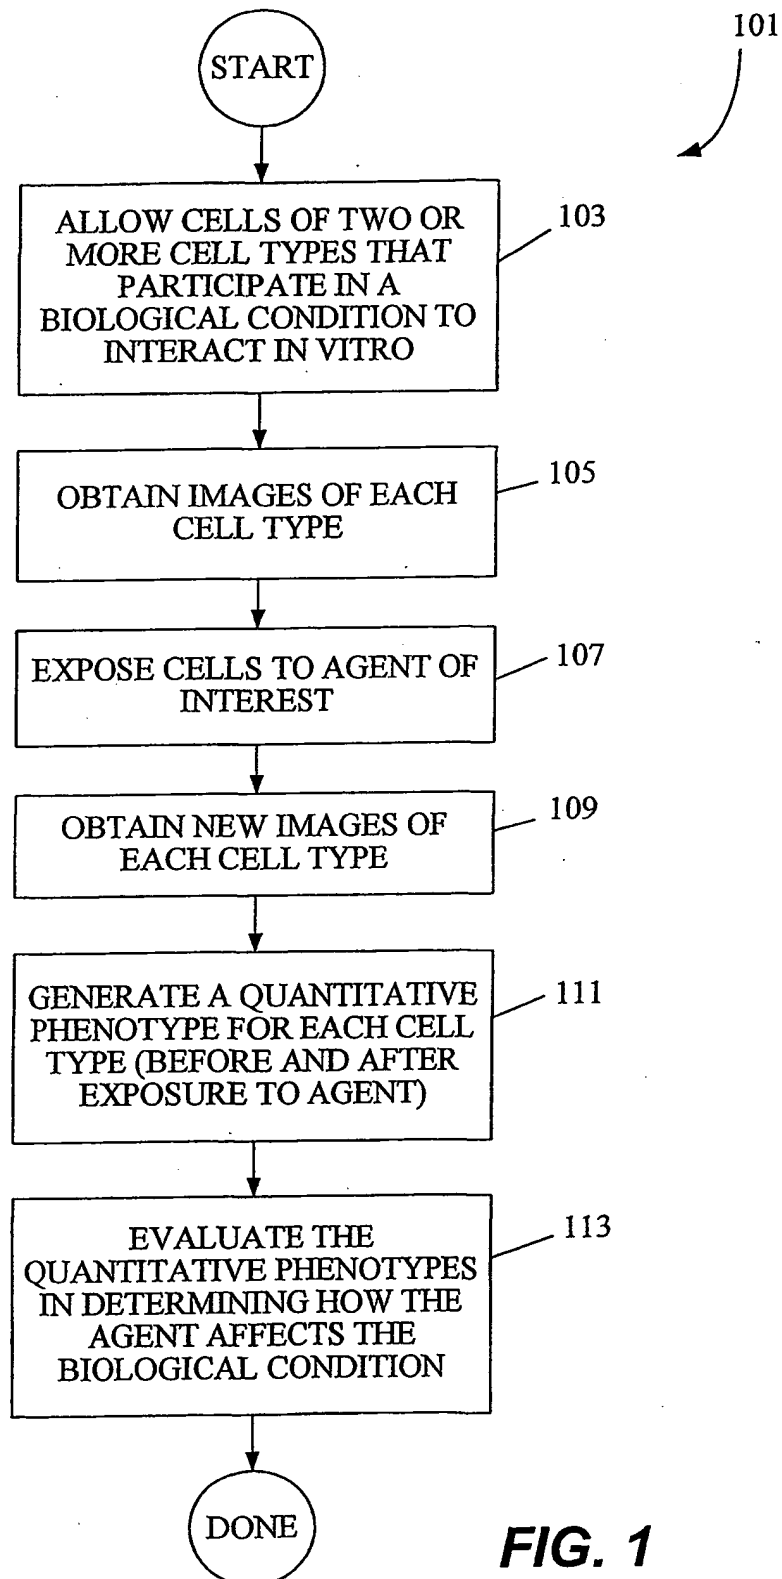 101
START
ALLOW CELLS OF TWO OR
MORE CELL TYPES THAT
PARTICIPATE IN A
BIOLOGICAL CONDITION TO
INTERACT IN VITRO
103
OBTAIN IMAGES OF EACH
CELL TYPE
105
EXPOSE CELLS TO AGENT OF
INTEREST
107
OBTAIN NEW IMAGES OF
EACH CELL TYPE
109
GENERATE A QUANTITATIVE
PHENOTYPE FOR EACH CELL
TYPE (BEFORE AND AFTER
EXPOSURE TO AGENT)
111
EVALUATE THE
QUANTITATIVE PHENOTYPES
IN DETERMINING HOW THE
AGENT AFFECTS THE
BIOLOGICAL CONDITION
113
DONE
FIG. 1